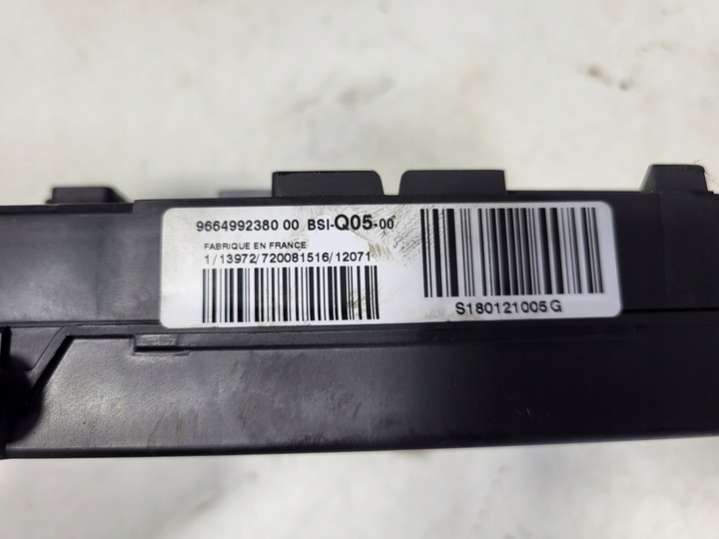 9664992380 00 BSI-Q05-00
FABRIQUE EN FRANCE
1/13972/720081516/12071
S180121005G